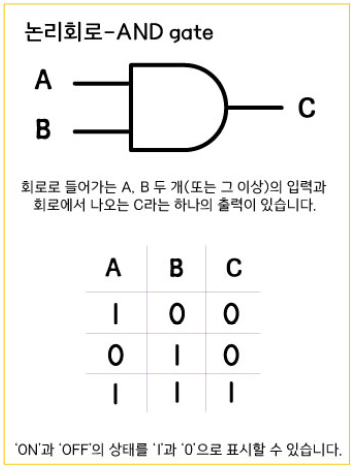 논리회로-AND gate
A
B
C
회로로 들어가는 A, B 두 개(또는 그 이상)의 입력과
회로에서 나오는 C라는 하나의 출력이 있습니다.
A B C
1 0 0
0 1 0
1 1 1
'ON'과 'OFF'의 상태를 '1'과 '0'으로 표시할 수 있습니다.